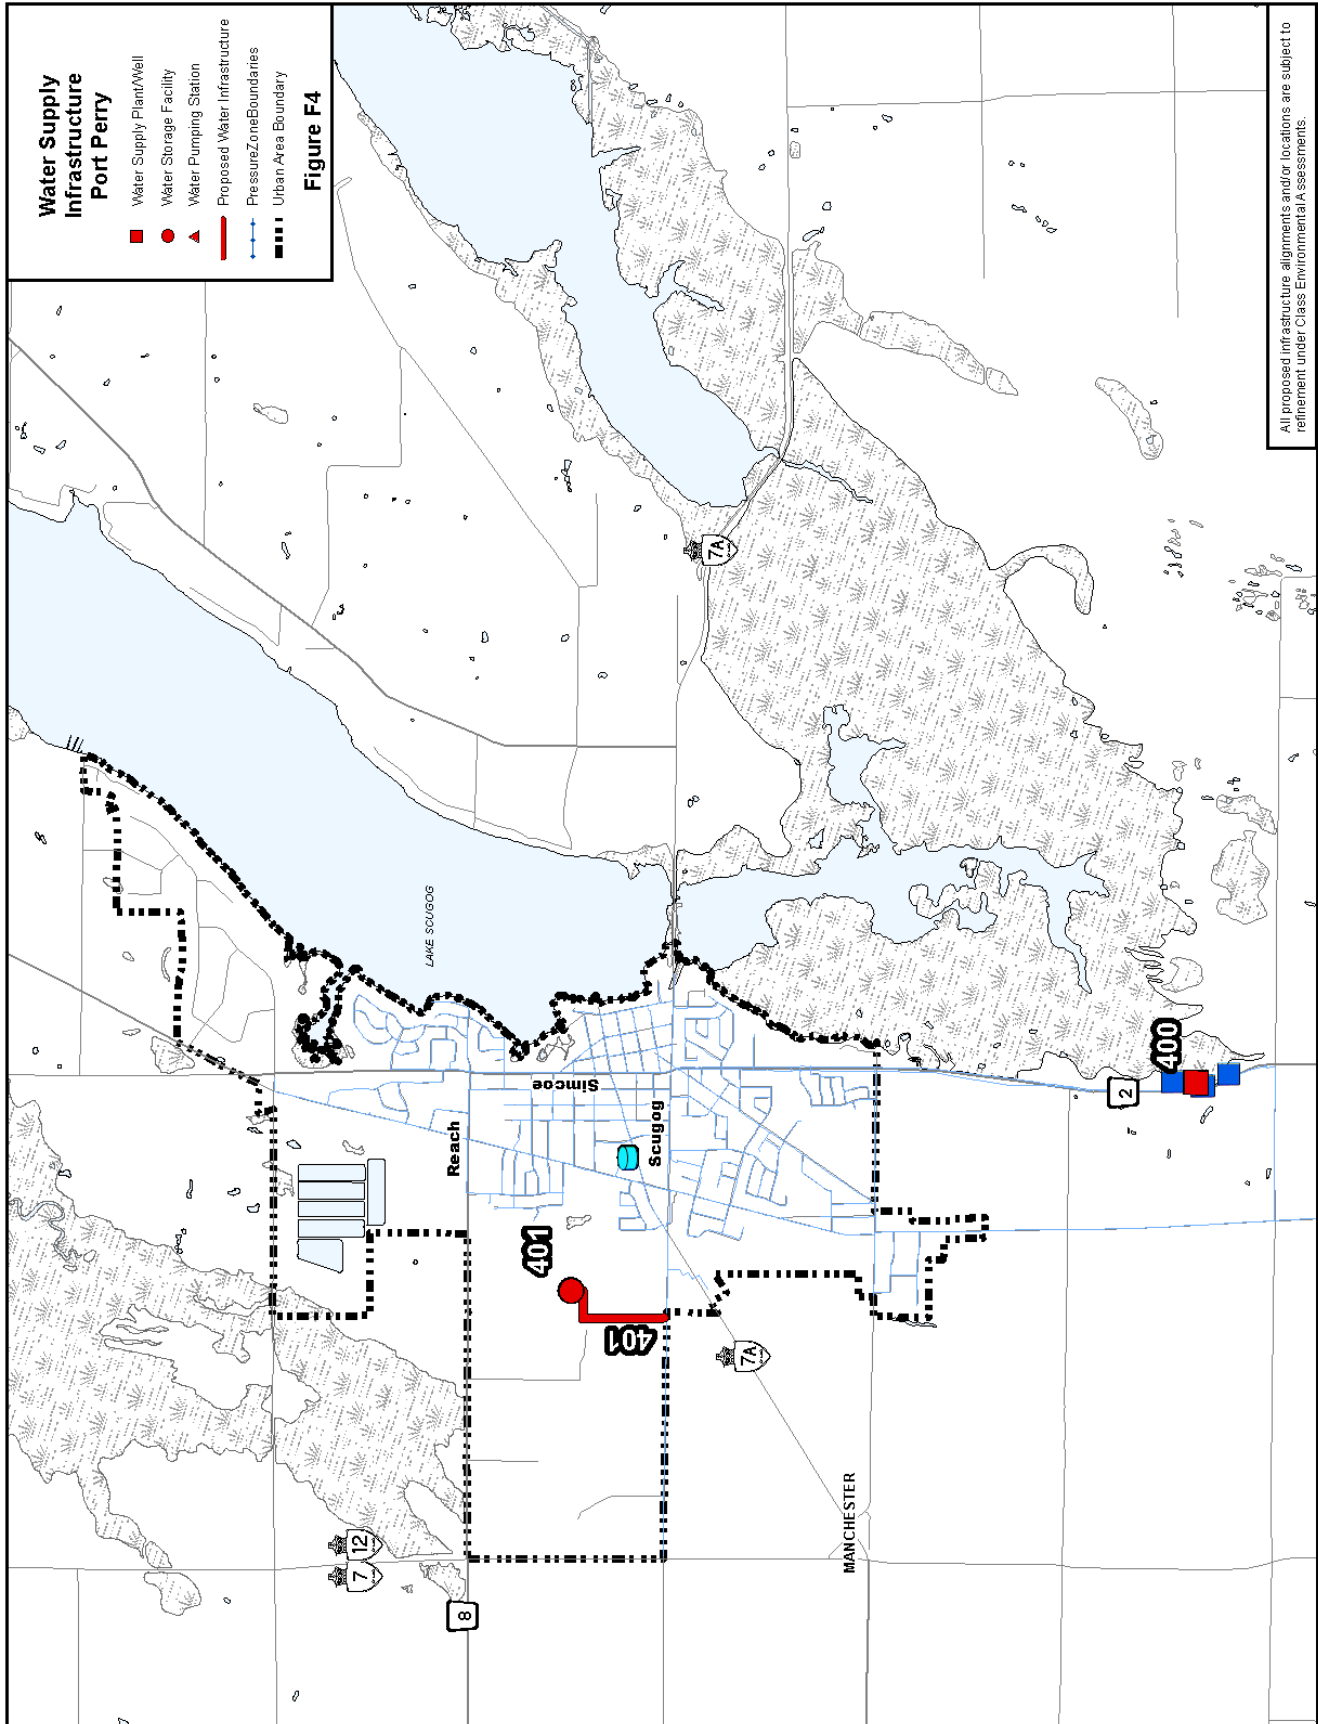 Water Supply
Infrastructure
Port Perry
Water Supply Plant/Well
Water Storage Facility
Water Pumping Station
Proposed Water Infrastructure
PressureZoneBoundaries
Urban Area Boundary
Figure F4
LAKE SCUGOG
7A
Reach
Simcoe
Scugog
401
401
400
2
7A
12
7
8
MANCHESTER
All proposed infrastructure alignments and/or locations are subject to
refinement under Class Environmental Assessments.